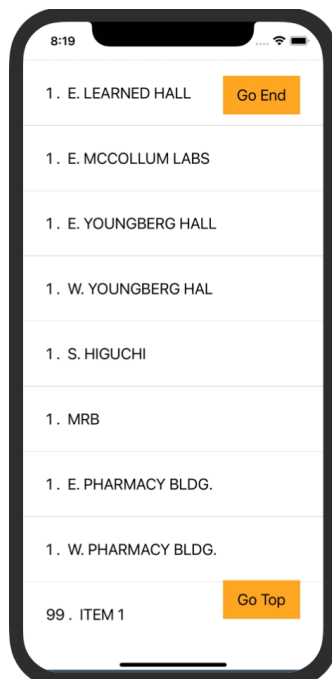 8:19
1 . E. LEARNED HALL
Go End
1 . E. MCCOLLUM LABS
1 . E. YOUNGBERG HALL
1 . W. YOUNGBERG HAL
1 . S. HIGUCHI
1 . MRB
1 . E. PHARMACY BLDG.
1 . W. PHARMACY BLDG.
Go Top
99 . ITEM 1